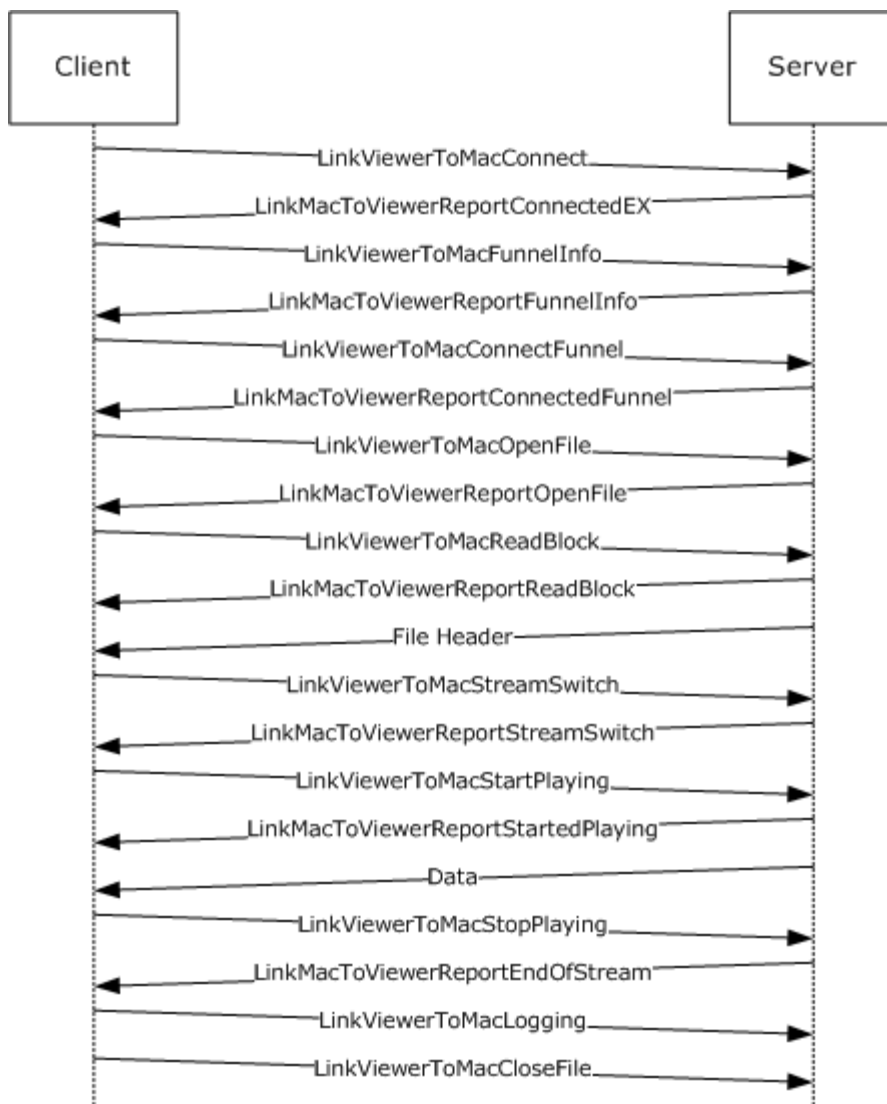 Client
Server
LinkViewerToMacConnect
LinkMacToViewerReportConnectedEX
LinkViewerToMacFunnelInfo
LinkMacToViewerReportFunnelInfo
LinkViewerToMacConnectFunnel
LinkMacToViewerReportConnectedFunnel
LinkViewerToMacOpenFile
LinkMacToViewerReportOpenFile
LinkViewerToMacReadBlock
LinkMacToViewerReportReadBlock
File Header
LinkViewerToMacStreamSwitch
LinkMacToViewerReportStreamSwitch
LinkViewerToMacStartPlaying
LinkMacToViewerReportStartedPlaying
Data
LinkViewerToMacStopPlaying
LinkMacToViewerReportEndOfStream
LinkViewerToMacLogging
LinkViewerToMacCloseFile